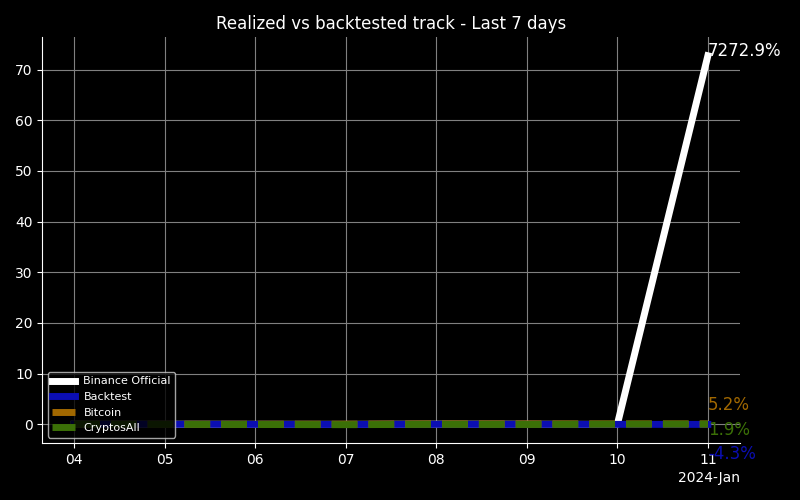 Realized vs backtested track - Last 7 days
7272.9%
70
60
50
40
30
20
10
0
Binance Official
Backtest
Bitcoin
CryptosAll
5.2%
1.9%
-4.3%
04 05 06 07 08 09 10 11
2024-Jan